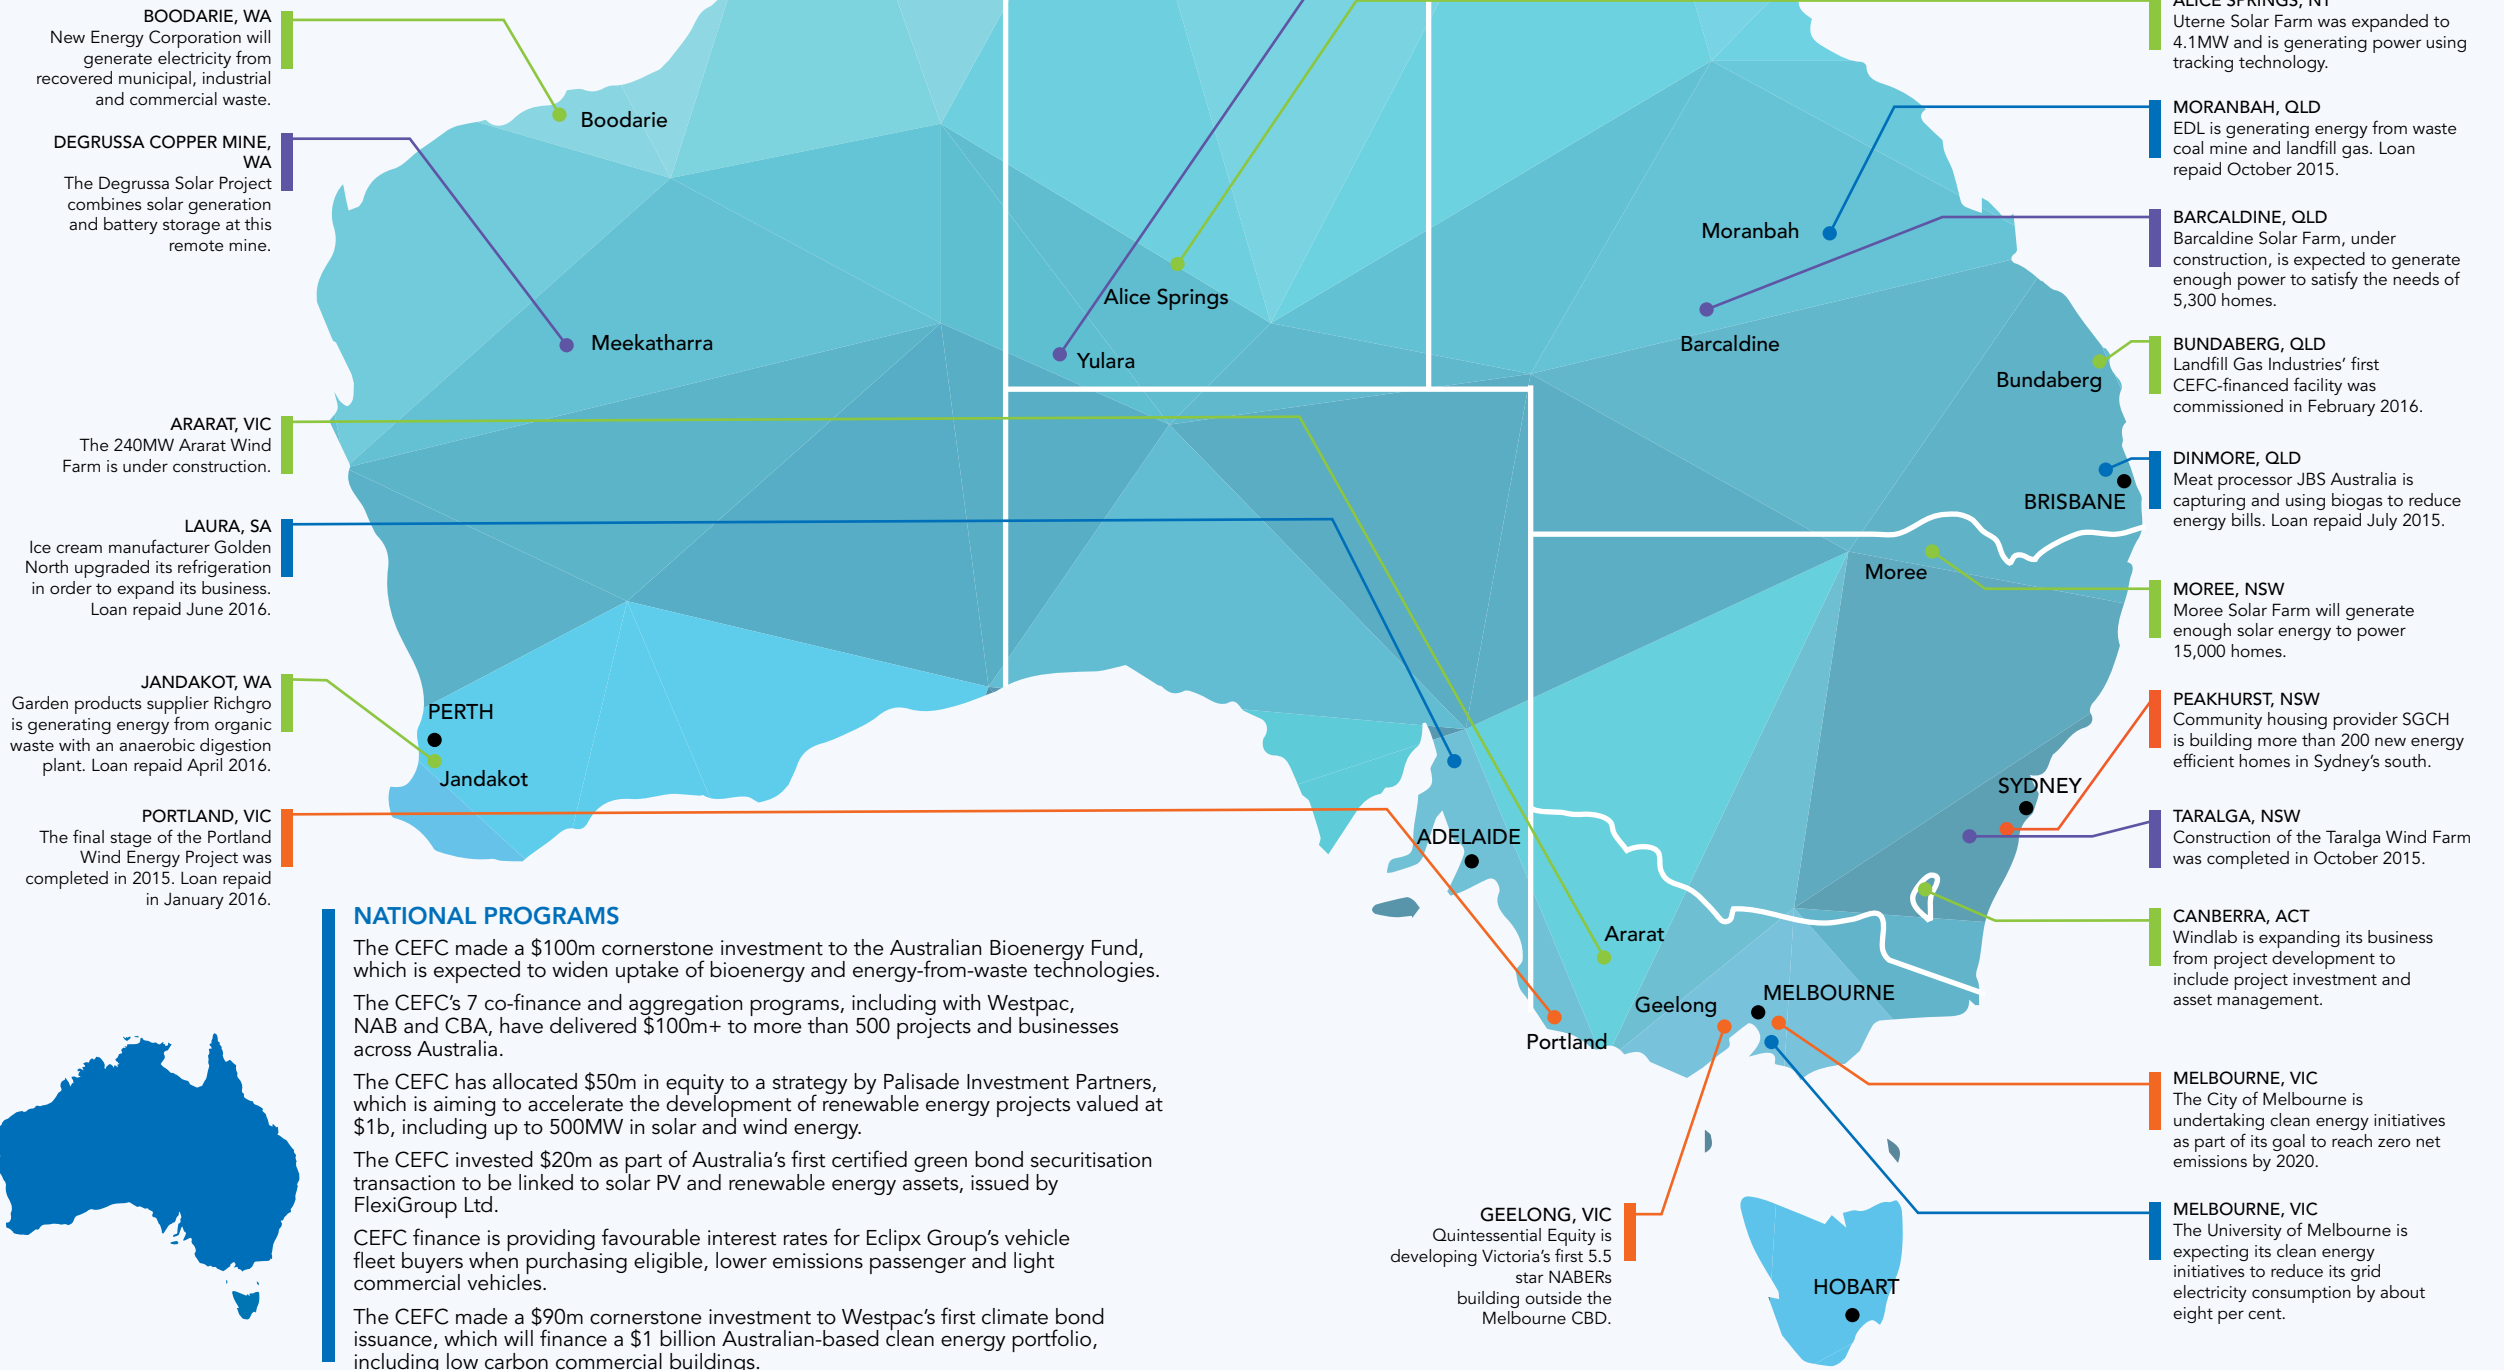 BOODARIE, WA
New Energy Corporation will
generate electricity from
recovered municipal, industrial
and commercial waste.
DEGRUSSA COPPER MINE,
WA
The Degrussa Solar Project
combines solar generation
and battery storage at this
remote mine.
ARARAT, VIC
The 240MW Ararat Wind
Farm is under construction.
LAURA, SA
Ice cream manufacturer Golden
North upgraded its refrigeration
in order to expand its business.
Loan repaid June 2016.
JANDAKOT, WA
Garden products supplier Richgro
is generating energy from organic
waste with an anaerobic digestion
plant. Loan repaid April 2016.
PORTLAND, VIC
The final stage of the Portland
Wind Energy Project was
completed in 2015. Loan repaid
in January 2016.
Boodarie
Meekatharra
Alice Springs
Yulara
Moranbah
Barcaldine
Bundaberg
BRISBANE
Moree
PERTH
Jandakot
SYDNEY
ADELAIDE
Ararat
Geelong
MELBOURNE
Portland
HOBART
NATIONAL PROGRAMS
The CEFC made a $100m cornerstone investment to the Australian Bioenergy Fund,
which is expected to widen uptake of bioenergy and energy-from-waste technologies.
The CEFC's 7 co-finance and aggregation programs, including with Westpac,
NAB and CBA, have delivered $100m+ to more than 500 projects and businesses
across Australia.
The CEFC has allocated $50m in equity to a strategy by Palisade Investment Partners,
which is aiming to accelerate the development of renewable energy projects valued at
$1b, including up to 500MW in solar and wind energy.
The CEFC invested $20m as part of Australia's first certified green bond securitisation
transaction to be linked to solar PV and renewable energy assets, issued by
FlexiGroup Ltd.
CEFC finance is providing favourable interest rates for Eclipx Group's vehicle
fleet buyers when purchasing eligible, lower emissions passenger and light
commercial vehicles.
The CEFC made a $90m cornerstone investment to Westpac's first climate bond
issuance, which will finance a $1 billion Australian-based clean energy portfolio,
including low carbon commercial buildings.
GEELONG, VIC
Quintessential Equity is
developing Victoria's first 5.5
star NABERs
building outside the
Melbourne CBD.
ALICE SPRINGS, NT
Uterne Solar Farm was expanded to
4.1MW and is generating power using
tracking technology.
MORANBAH, QLD
EDL is generating energy from waste
coal mine and landfill gas. Loan
repaid October 2015.
BARCALDINE, QLD
Barcaldine Solar Farm, under
construction, is expected to generate
enough power to satisfy the needs of
5,300 homes.
BUNDABERG, QLD
Landfill Gas Industries' first
CEFC-financed facility was
commissioned in February 2016.
DINMORE, QLD
Meat processor JBS Australia is
capturing and using biogas to reduce
energy bills. Loan repaid July 2015.
MOREE, NSW
Moree Solar Farm will generate
enough solar energy to power
15,000 homes.
PEAKHURST, NSW
Community housing provider SGCH
is building more than 200 new energy
efficient homes in Sydney's south.
TARALGA, NSW
Construction of the Taralga Wind Farm
was completed in October 2015.
CANBERRA, ACT
Windlab is expanding its business
from project development to
include project investment and
asset management.
MELBOURNE, VIC
The City of Melbourne is
undertaking clean energy initiatives
as part of its goal to reach zero net
emissions by 2020.
MELBOURNE, VIC
The University of Melbourne is
expecting its clean energy
initiatives to reduce its grid
electricity consumption by about
eight per cent.